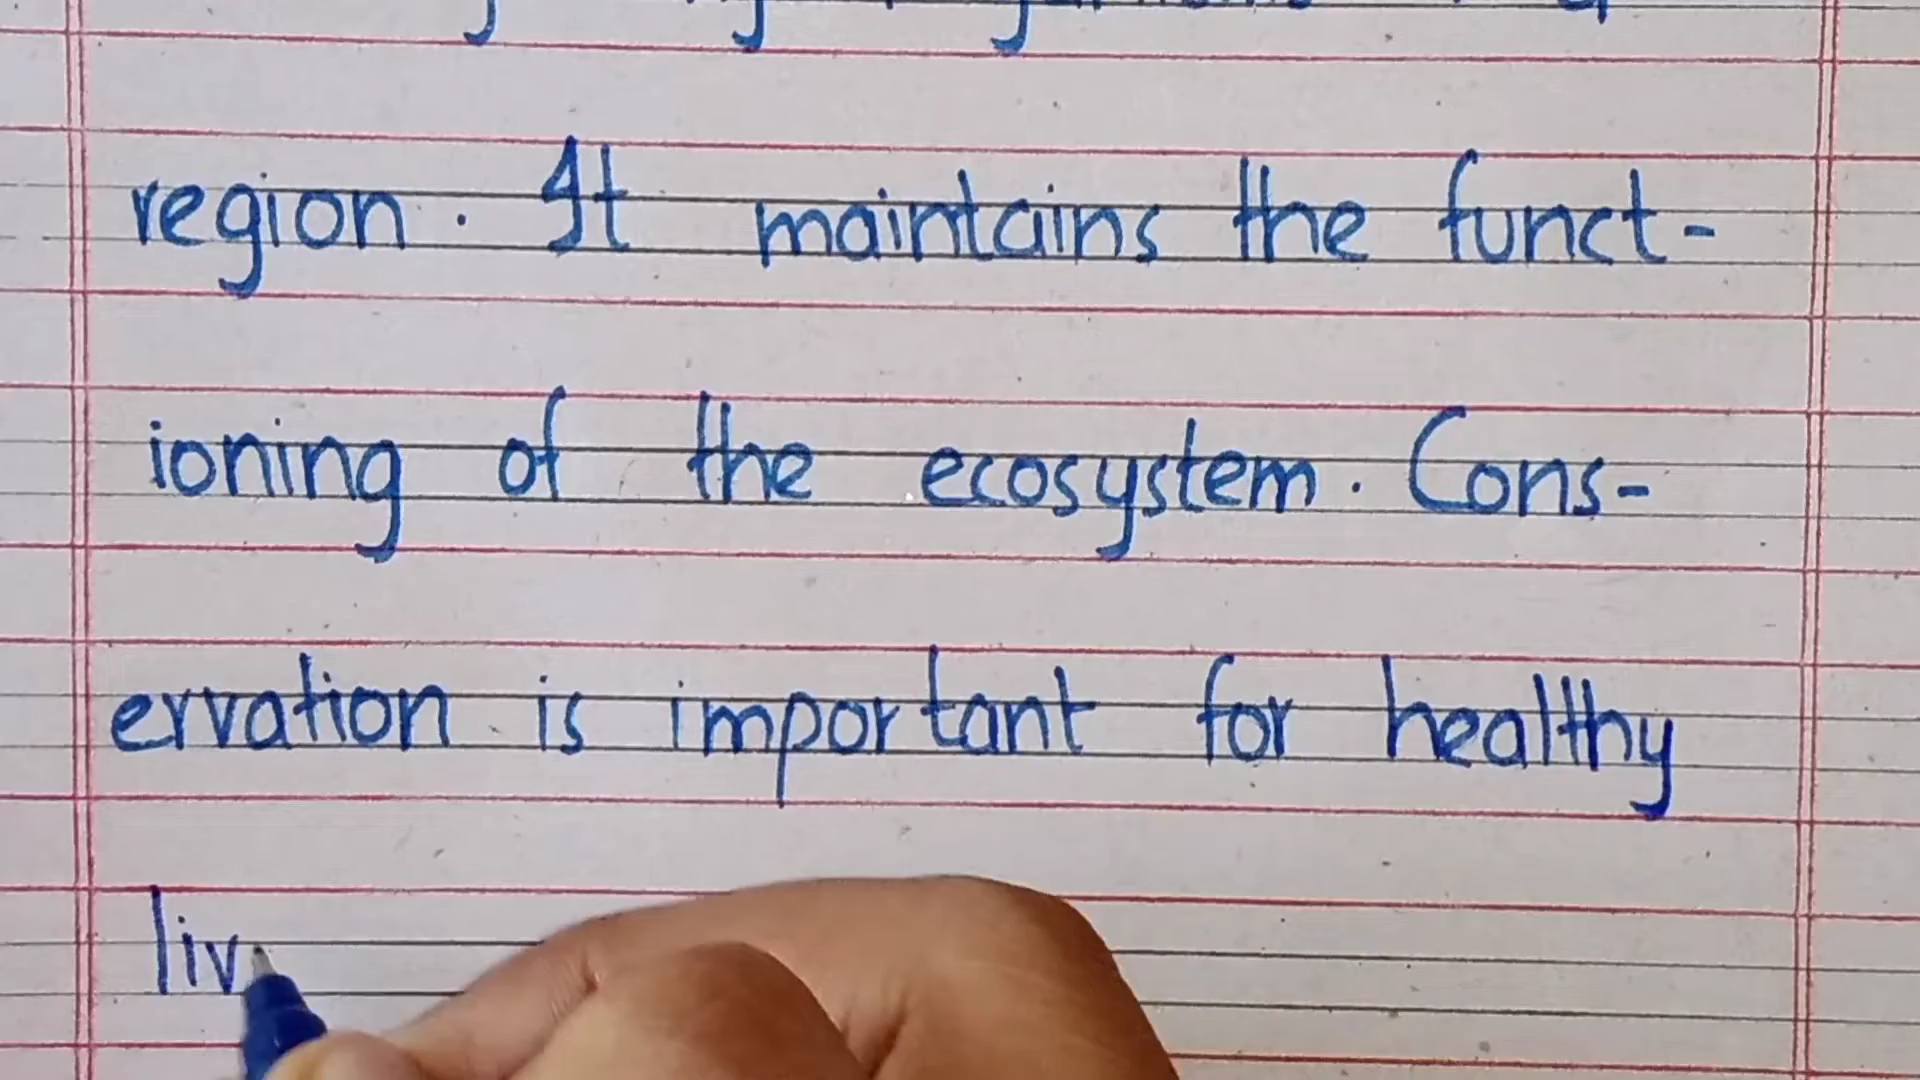 region. It maintains the funct-
ioning of the ecosystem. Cons-
ervation is important for healthy
liv